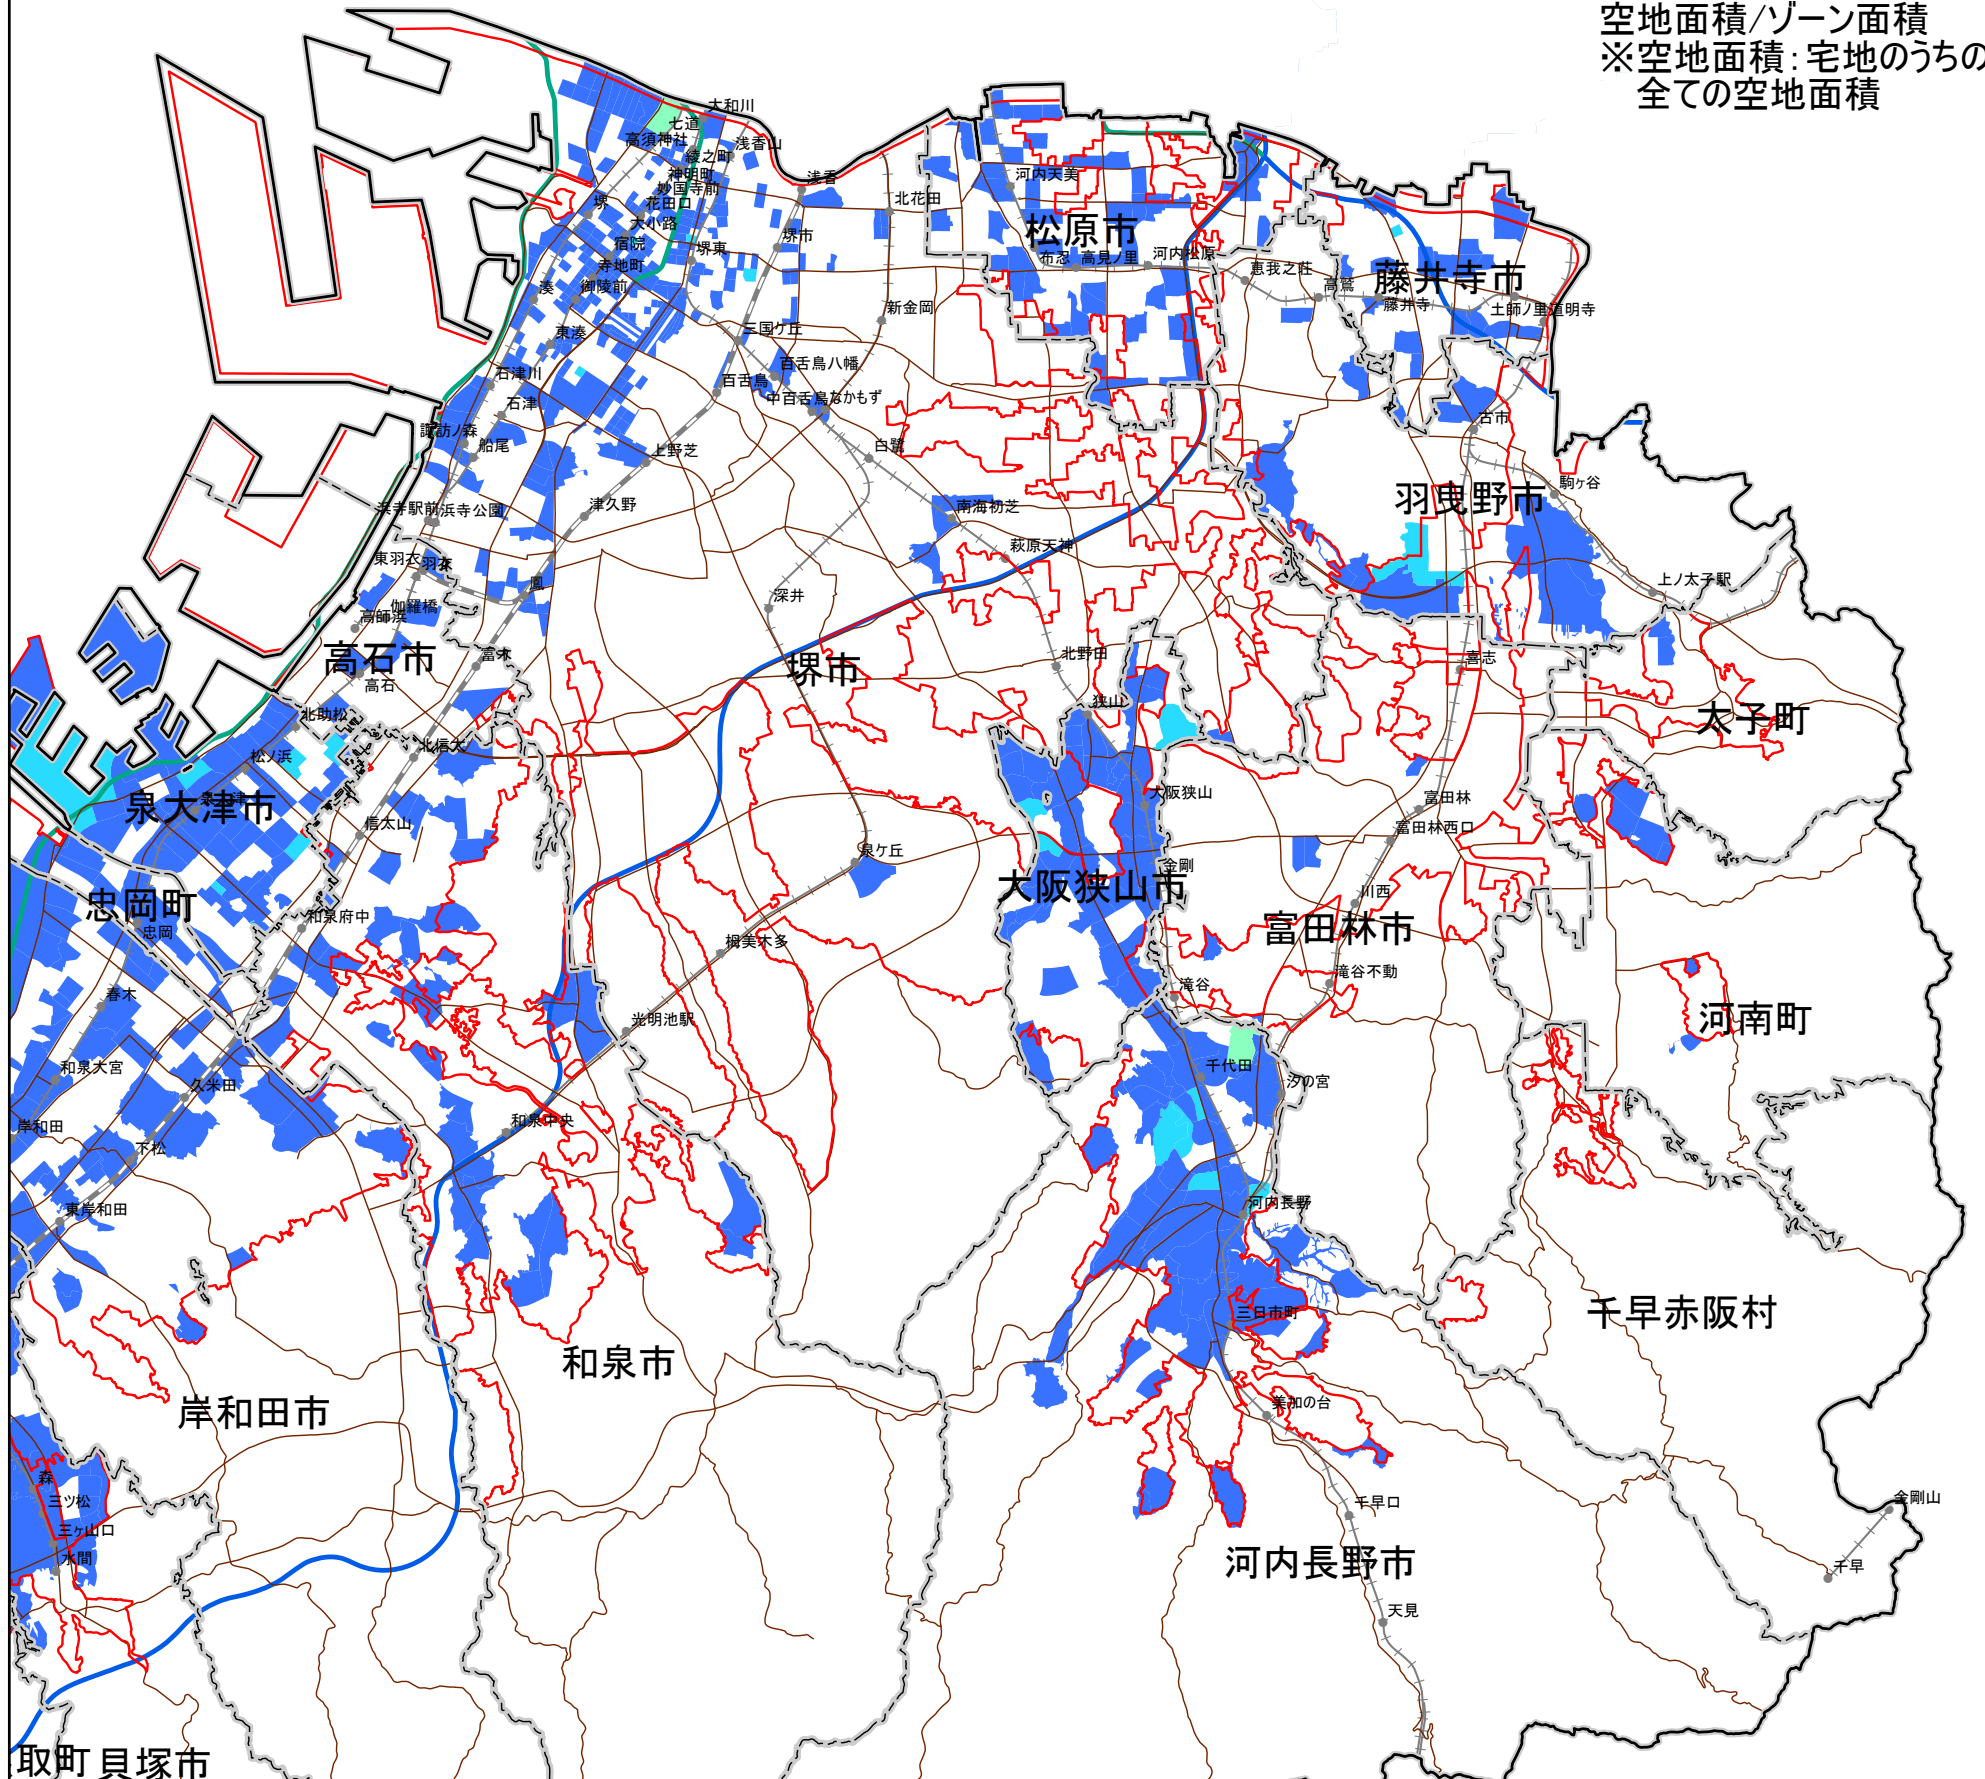 空地面積/ゾーン面積
※空地面積：宅地のうちの
全ての空地面積
大和川
七道
高須神社
浅香山
綾之町
神明町
妙国寺前
浅香
堺
花田口
北花田
河内天美
大小路
松原市
宿院
堺東
堺市
布忍
高見ノ里
河内松原
寺地町
恵我之荘
高鷲
藤井寺市
湊
御陵前
藤井寺
土師ノ里
道明寺
新金岡
東湊
三国ケ丘
石津川
百舌鳥八幡
百舌鳥
中百舌鳥
なかもず
石津
諏訪ノ森
船尾
上野芝
白鷺
古市
羽曳野市
駒ヶ谷
浜寺駅前
浜寺公園
津久野
南海初芝
萩原天神
東羽衣
羽衣
鳳
深井
上ノ太子駅
伽羅橋
高師浜
高石市
富木
堺市
北野田
喜志
高石
狭山
太子町
北助松
北信太
松ノ浜
泉大津市
泉大津
大阪狭山
富田林
信太山
富田林西口
泉ケ丘
金剛
大阪狭山市
川西
忠岡町
忠岡
和泉府中
富田林市
栂美木多
滝谷不動
滝谷
春木
光明池駅
河南町
和泉大宮
千代田
汐の宮
久米田
岸和田
和泉中央
下松
東岸和田
河内長野
三日市町
千早赤阪村
和泉市
岸和田市
美加の台
森
三ツ松
千早口
金剛山
三ヶ山口
水間
河内長野市
千早
天見
取町
貝塚市